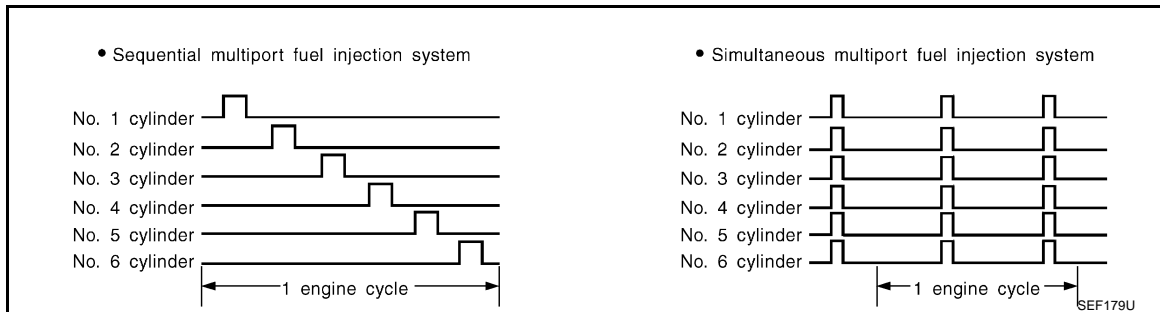 • Sequential multiport fuel injection system
No. 1 cylinder
No. 2 cylinder
No. 3 cylinder
No. 4 cylinder
No. 5 cylinder
No. 6 cylinder
1 engine cycle
• Simultaneous multiport fuel injection system
No. 1 cylinder
No. 2 cylinder
No. 3 cylinder
No. 4 cylinder
No. 5 cylinder
No. 6 cylinder
1 engine cycle
SEF179U